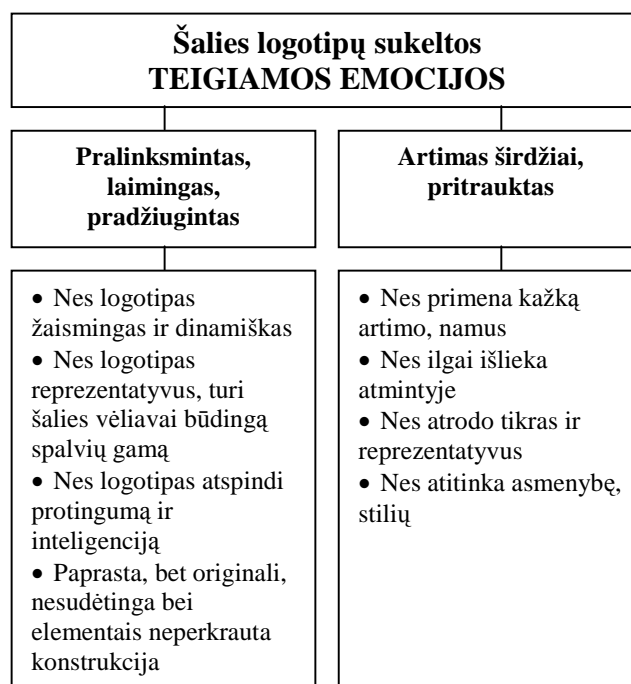 Šalies logotipų sukeltos
TEIGIAMOS EMOCIJOS
Pralinksmintas,
laimingas,
pradžiugintas
• Nes logotipas
žaismingas ir dinamiškas
• Nes logotipas
reprezentatyvus, turi
šalies vėliavai būdingą
spalvių gamą
• Nes logotipas atspindi
protingumą ir
inteligenciją
• Paprasta, bet originali,
nesudėtinga bei
elementais neperkrauta
konstrukcija
Artimas širdžiai,
pritrauktas
• Nes primena kažką
artimo, namus
• Nes ilgai išlieka
atmintyje
• Nes atrodo tikras ir
reprezentatyvus
• Nes atitinka asmenybę,
stilių